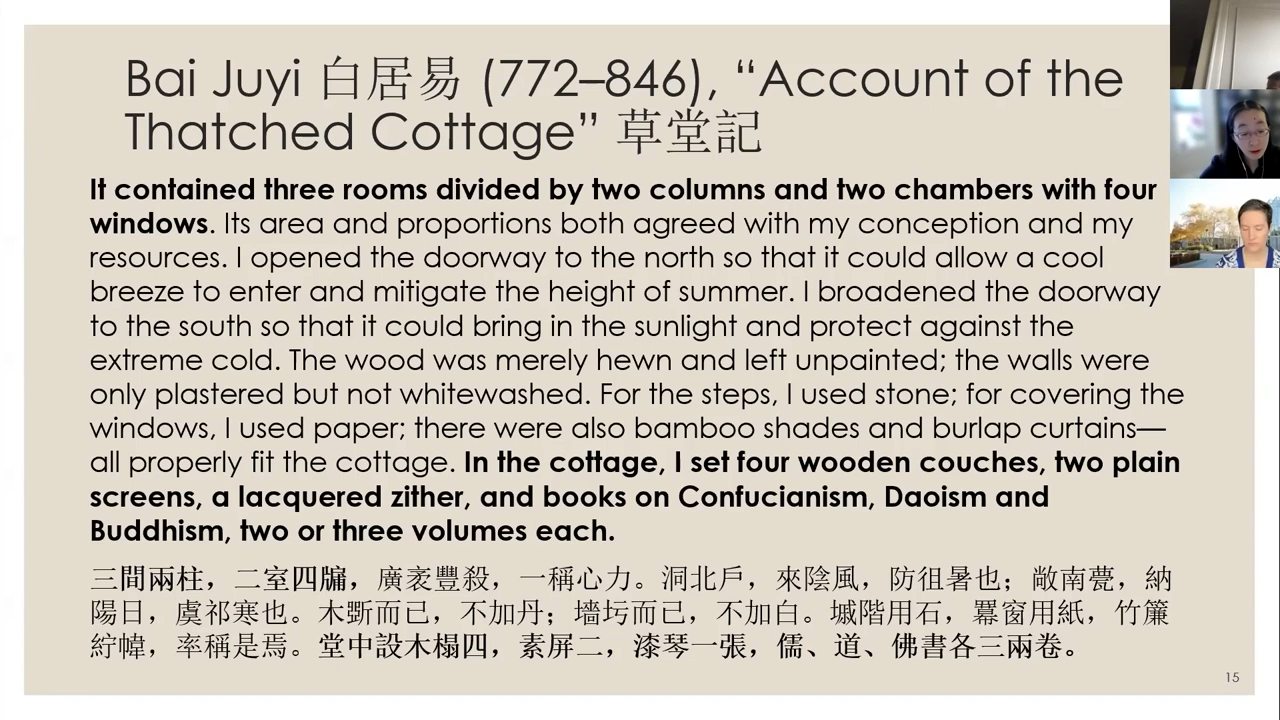 Bai Juyi 白居易 (772–846), “Account of the
Thatched Cottage” 草堂記
It contained three rooms divided by two columns and two chambers with four
windows. Its area and proportions both agreed with my conception and my
resources. I opened the doorway to the north so that it could allow a cool
breeze to enter and mitigate the height of summer. I broadened the doorway
to the south so that it could bring in the sunlight and protect against the
extreme cold. The wood was merely hewn and left unpainted; the walls were
only plastered but not whitewashed. For the steps, I used stone; for covering the
windows, I used paper; there were also bamboo shades and burlap curtains—
all properly fit the cottage. In the cottage, I set four wooden couches, two plain
screens, a lacquered zither, and books on Confucianism, Daoism and
Buddhism, two or three volumes each.
三間兩柱，二室四牖，廣袤豐殺，一稱心力。洞北戶，來陰風，防徂暑也；敞南甍，納
陽日，虞祁寒也。木斲而已，不加丹；墻圬而已，不加白。墄階用石，羃窗用紙，竹簾
紵幃，率稱是焉。堂中設木榻四，素屏二，漆琴一張，儒、道、佛書各三兩卷。
15